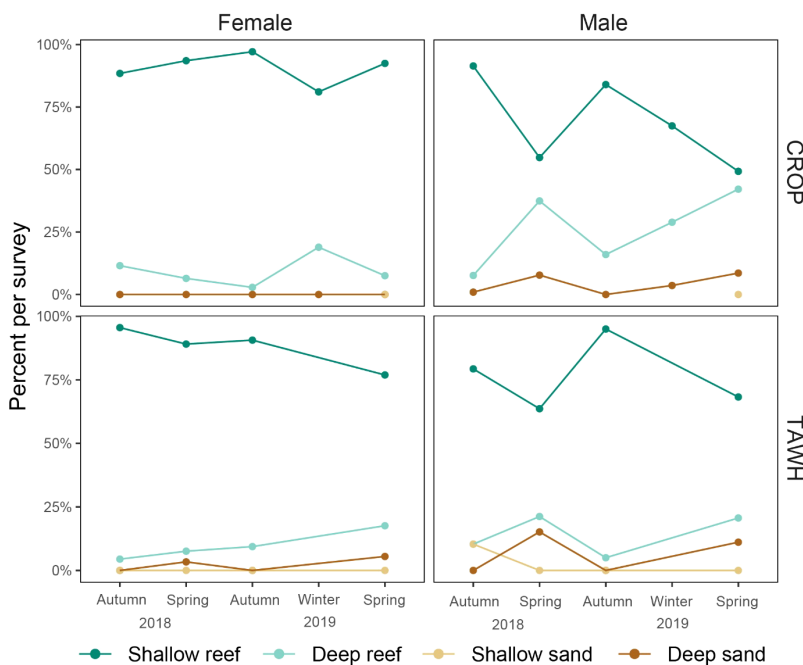 Female Male
Percent per survey
100%
75%
50%
25%
0%
CROP
100%
75%
50%
25%
0%
TAWH
Autumn Spring Autumn Winter Spring Autumn Spring Autumn Winter Spring
2018 2019 2018 2019
Shallow reef Deep reef Shallow sand Deep sand